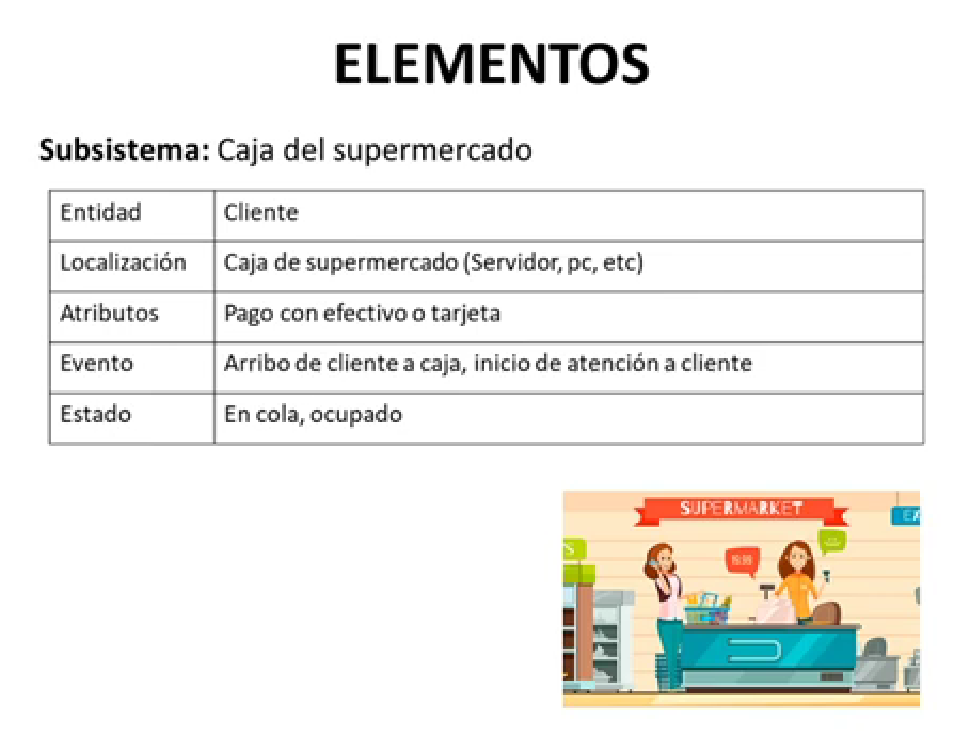 ELEMENTOS
Subsistema: Caja del supermercado
Entidad Cliente
Localización Caja de supermercado (Servidor, pc, etc)
Atributos Pago con efectivo o tarjeta
Evento Arribo de cliente a caja, inicio de atención a cliente
Estado En cola, ocupado
SUPERMARKET